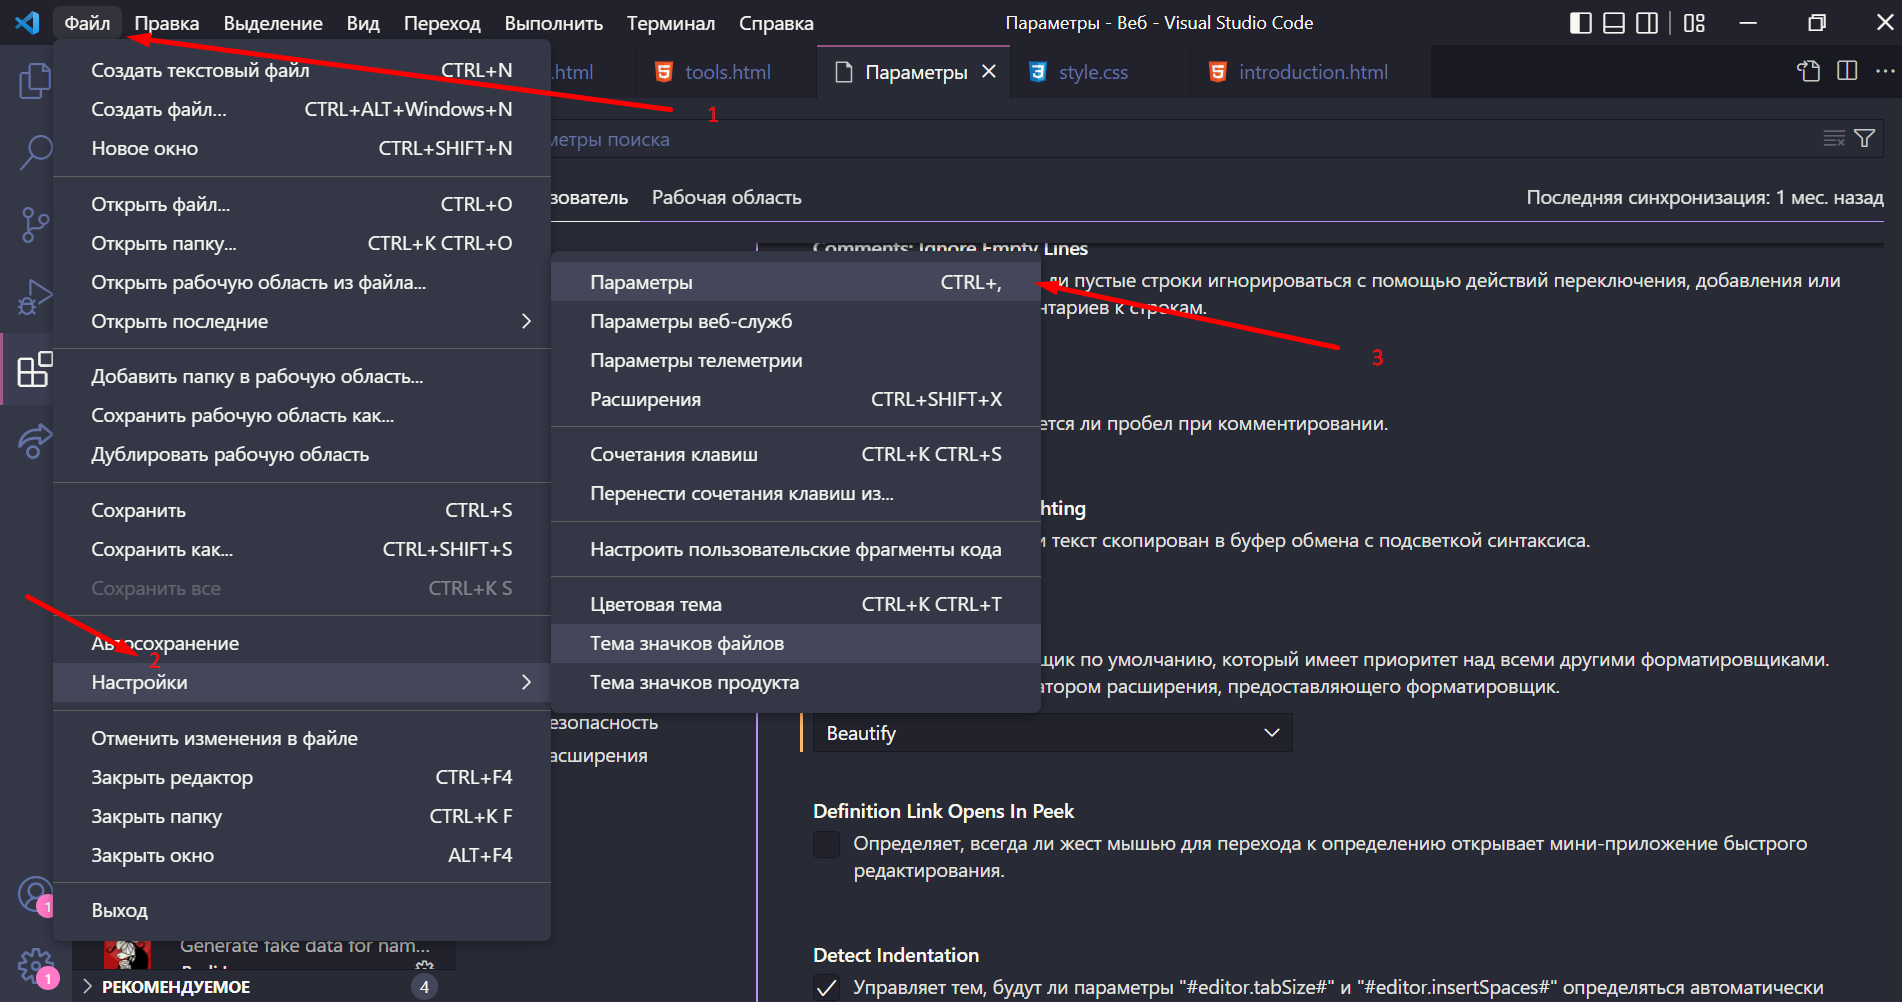 Файл Правка Выделение Вид Переход Выполнить Терминал Справка
Параметры - Веб - Visual Studio Code
.html
tools.html
Параметры
style.css
introduction.html
1
метры поиска
зователь
Рабочая область
Последняя синхронизация: 1 мес. назад
Создать текстовый файл CTRL+N
Создать файл... CTRL+ALT+Windows+N
Новое окно CTRL+SHIFT+N
Открыть файл... CTRL+O
Открыть папку... CTRL+K CTRL+O
Открыть рабочую область из файла...
Открыть последние
Добавить папку в рабочую область...
Сохранить рабочую область как...
Дублировать рабочую область
Сохранить CTRL+S
Сохранить как... CTRL+SHIFT+S
Сохранить все CTRL+K S
Автосохранение
2
Настройки
Отменить изменения в файле
Закрыть редактор CTRL+F4
Закрыть папку CTRL+K F
Закрыть окно ALT+F4
Выход
Параметры CTRL+,
Параметры веб-служб
Параметры телеметрии
Расширения CTRL+SHIFT+X
Сочетания клавиш CTRL+K CTRL+S
Перенести сочетания клавиш из...
Настроить пользовательские фрагменты кода
Цветовая тема CTRL+K CTRL+T
Тема значков файлов
Тема значков продукта
3
Comments: Ignore Empty Lines
ли пустые строки игнорироваться с помощью действий переключения, добавления или
нтариев к строкам.
ется ли пробел при комментировании.
hting
и текст скопирован в буфер обмена с подсветкой синтаксиса.
щик по умолчанию, который имеет приоритет над всеми другими форматировщиками.
атором расширения, предоставляющего форматировщик.
Beautify
езопасность
асширения
Definition Link Opens In Peek
Определяет, всегда ли жест мышью для перехода к определению открывает мини-приложение быстрого
редактирования.
Detect Indentation
Управляет тем, будут ли параметры "#editor.tabSize#" и "#editor.insertSpaces#" определяться автоматически
Generate fake data for nam...
РЕКОМЕНДУЕМОЕ 4
1
1